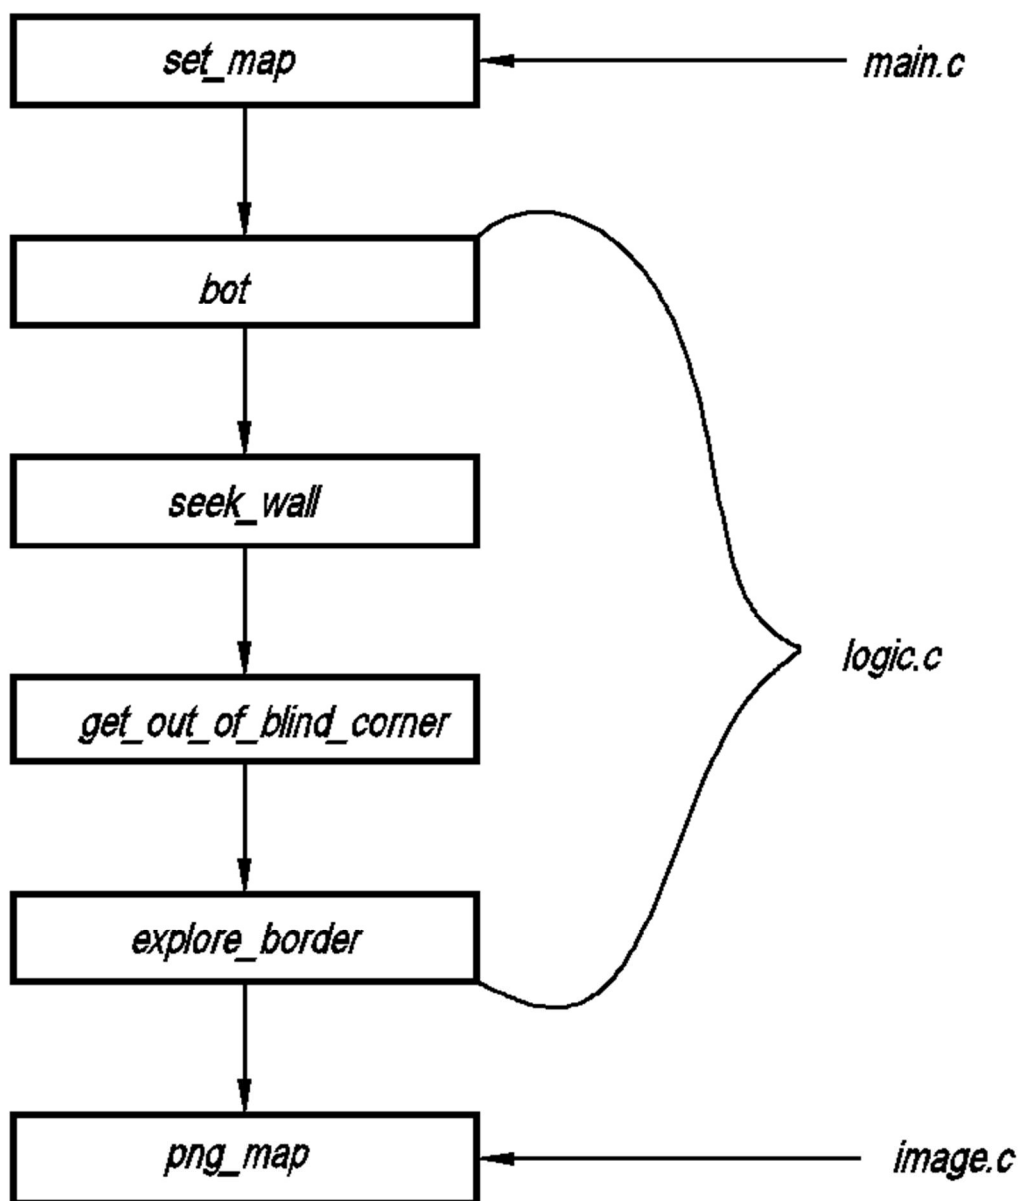 set_map
main.c
bot
seek_wall
logic.c
get_out_of_blind_corner
explore_border
png_map
image.c